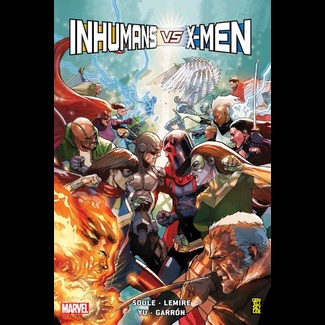 INHUMANS VS X-MEN
SOULE · LEMIRE
YU · GARRÓN
MARVEL